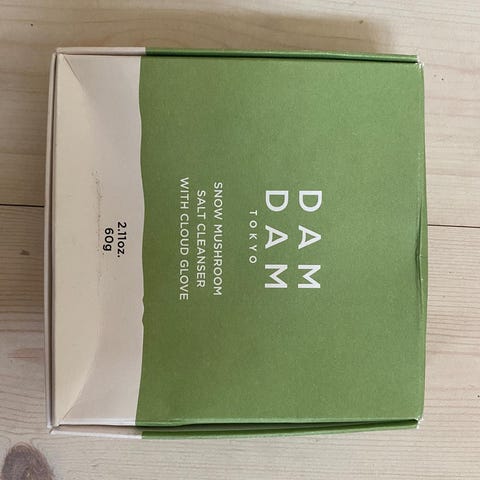 DAM
DAM
TOKYO
SNOW MUSHROOM
SALT CLEANSER
WITH CLOUD GLOVE
2.11oz.
60g